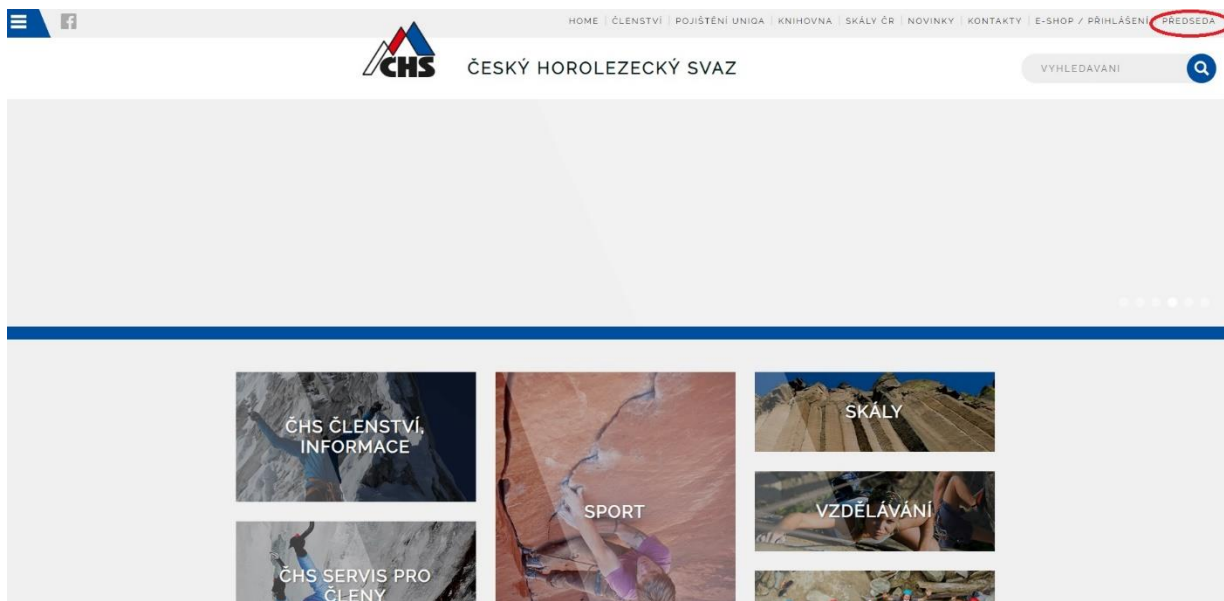 HOME | ČLENSTVÍ | POJIŠTĚNÍ UNIQA | KNIHOVNA | SKÁLY ČR | NOVINKY | KONTAKTY | E-SHOP / PŘIHLÁŠENÍ PŘEDSEDA
ČHS
ČESKÝ HOROLEZECKÝ SVAZ
VYHLEDÁVÁNÍ
ČHS ČLENSTVÍ,
INFORMACE
SKÁLY
SPORT
VZDĚLÁVÁNÍ
ČHS SERVIS PRO
ČLENY